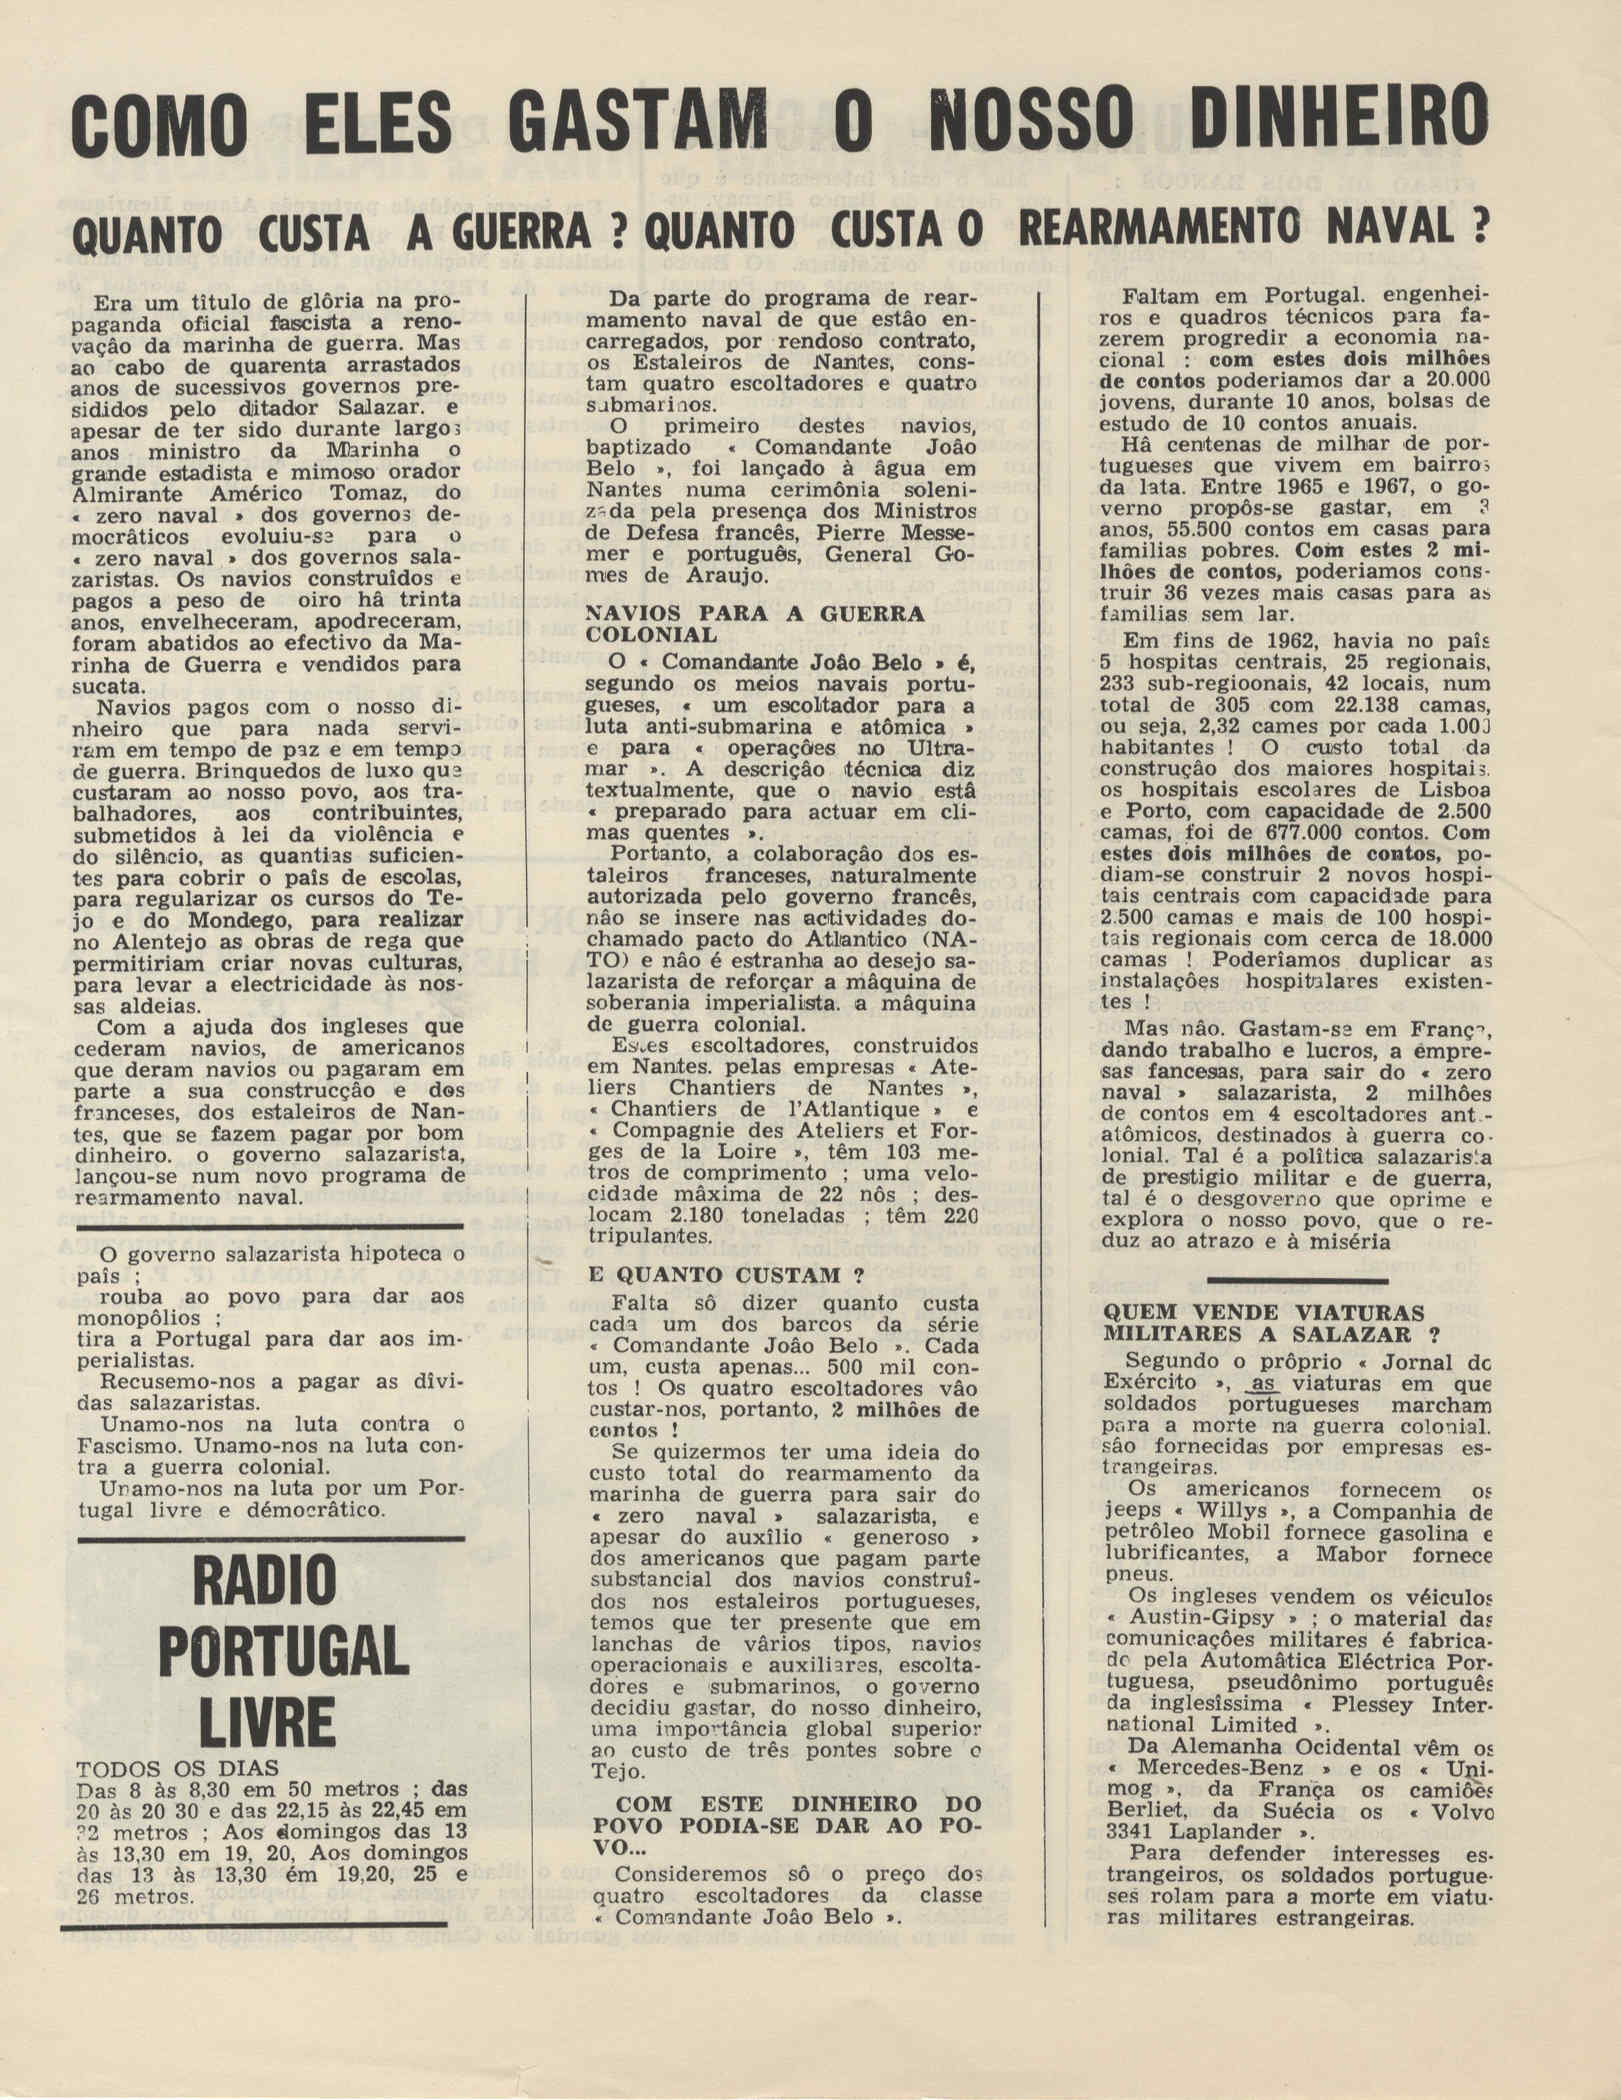 COMO ELES GASTAM O NOSSO DINHEIRO
QUANTO CUSTA A GUERRA ? QUANTO CUSTA O REARMAMENTO NAVAL ?
Era um titulo de glôria na pro-
paganda oficial fascista a reno-
vaçâo da marinha de guerra. Mas
ao cabo de quarenta arrastados
anos de sucessivos governos pre-
sididos pelo ditador Salazar. e
apesar de ter sido durante largos
anos ministro da Marinha o
grande estadista e mimoso orador
Almirante Américo Tomaz, do
« zero naval » dos governos de-
mocrâticos evoluiu-se para o
« zero naval » dos governos sala-
zaristas. Os navios construîdos e
pagos a peso de oiro hâ trinta
anos, envelheceram, apodreceram,
foram abatidos ao efectivo da Ma-
rinha de Guerra e vendidos para
sucata.
Navios pagos com o nosso di-
nheiro que para nada servi-
ram em tempo de paz e em tempo
de guerra. Brinquedos de luxo que
custaram ao nosso povo, aos tra-
balhadores, aos contribuintes,
submetidos à lei da violência e
do silêncio, as quantias suficien-
tes para cobrir o paîs de escolas,
para regularizar os cursos do Te-
jo e do Mondego, para realizar
no Alentejo as obras de rega que
permitiriam criar novas culturas,
para levar a electricidade às nos-
sas aldeias.
Com a ajuda dos ingleses que
cederam navios, de americanos
que deram navios ou pagaram em
parte a sua construcçâo e dos
franceses, dos estaleiros de Nan-
tes, que se fazem pagar por bom
dinheiro. o governo salazarista,
lançou-se num novo programa de
rearmamento naval.
O governo salazarista hipoteca o
paîs ;
rouba ao povo para dar aos
monopôlios ;
tira a Portugal para dar aos im-
perialistas.
Recusemo-nos a pagar as dîvi-
das salazaristas.
Unamo-nos na luta contra o
Fascismo. Unamo-nos na luta con-
tra a guerra colonial.
Unamo-nos na luta por um Por-
tugal livre e démocrâtico.
RADIO
PORTUGAL
LIVRE
TODOS OS DIAS
Das 8 às 8,30 em 50 metros ; das
20 às 20 30 e das 22,15 às 22,45 em
metros ; Aos domingos das 13
às 13,30 em 19, 20, Aos domingos
das 13 às 13,30 ém 19,20, 25 e
26 metros.
Da parte do programa de rear-
mamento naval de que estâo en-
carregados, por rendoso contrato,
os Estaleiros de Nantes, cons-
tam quatro escoltadores e quatro
submarinos.
O primeiro destes navios,
baptizado « Comandante Joâo
Belo », foi lançado à âgua em
Nantes numa cerimônia soleni-
zada pela presença dos Ministros
de Defesa francês, Pierre Messe-
mer e português, General Go-
mes de Araujo.
NAVIOS PARA A GUERRA
COLONIAL
O « Comandante Joâo Belo » é,
segundo os meios navais portu-
gueses, « um escoltador para a
luta anti-submarina e atômica »
e para « operaçôes no Ultra-
mar ». A descriçâo técnica diz
textualmente, que o navio estâ
« preparado para actuar em cli-
mas quentes ».
Portanto, a colaboraçâo dos es-
taleiros franceses, naturalmente
autorizada pelo governo francês,
nâo se insere nas actividades do-
chamado pacto do Atlantico (NA-
TO) e nâo é estranha ao desejo sa-
lazarista de reforçar a mâquina de
soberania imperialista. a mâquina
de guerra colonial.
Estes escoltadores, construidos
em Nantes. pelas empresas « Ate-
liers Chantiers de Nantes »,
« Chantiers de l'Atlantique » e
« Compagnie des Ateliers et For-
ges de la Loire », têm 103 me-
tros de comprimento ; uma velo-
cidade mâxima de 22 nôs ; des-
locam 2.180 toneladas ; têm 220
tripulantes.
E QUANTO CUSTAM ?
Falta sô dizer quanto custa
cada um dos barcos da série
« Comandante Joâo Belo ». Cada
um, custa apenas... 500 mil con-
tos ! Os quatro escoltadores vâo
custar-nos, portanto, 2 milhôes de
contos !
Se quizermos ter uma ideia do
custo total do rearmamento da
marinha de guerra para sair do
« zero naval » salazarista, e
apesar do auxîlio « generoso »
dos americanos que pagam parte
substancial dos navios construî-
dos nos estaleiros portugueses,
temos que ter presente que em
lanchas de vârios tipos, navios
operacionais e auxiliares, escolta-
dores e submarinos, o governo
decidiu gastar, do nosso dinheiro,
uma importância global superior
ao custo de três pontes sobre o
Tejo.
COM ESTE DINHEIRO DO
POVO PODIA-SE DAR AO PO-
VO...
Consideremos sô o preço dos
quatro escoltadores da classe
« Comandante Joâo Belo ».
Faltam em Portugal. engenhei-
ros e quadros técnicos para fa-
zerem progredir a economia na-
cional : com estes dois milhôes
de contos poderiamos dar a 20.000
jovens, durante 10 anos, bolsas de
estudo de 10 contos anuais.
Hâ centenas de milhar de por-
tugueses que vivem em bairros
da lata. Entre 1965 e 1967, o go-
verno propôs-se gastar, em 3
anos, 55.500 contos em casas para
familias pobres. Com estes 2 mi-
lhôes de contos, poderiamos cons-
truir 36 vezes mais casas para as
familias sem lar.
Em fins de 1962, havia no paîs
5 hospitas centrais, 25 regionais,
233 sub-regioonais, 42 locais, num
total de 305 com 22.138 camas,
ou seja, 2,32 cames por cada 1.000
habitantes ! O custo total da
construçâo dos maiores hospitais.
os hospitais escolares de Lisboa
e Porto, com capacidade de 2.500
camas, foi de 677.000 contos. Com
estes dois milhôes de contos, po-
diam-se construir 2 novos hospi-
tais centrais com capacidade para
2.500 camas e mais de 100 hospi-
tais regionais com cerca de 18.000
camas ! Poderîamos duplicar as
instalaçôes hospitalares existen-
tes !
Mas nâo. Gastam-se em França,
dando trabalho e lucros, a empre-
sas fancesas, para sair do « zero
naval » salazarista, 2 milhôes
de contos em 4 escoltadores ant -
atômicos, destinados à guerra co-
lonial. Tal é a polîtica salazarista
de prestigio militar e de guerra,
tal é o desgoverno que oprime e
explora o nosso povo, que o re-
duz ao atrazo e à miséria
QUEM VENDE VIATURAS
MILITARES A SALAZAR ?
Segundo o prôprio « Jornal do
Exército », as viaturas em que
soldados portugueses marcham
para a morte na guerra colonial.
sâo fornecidas por empresas es-
trangeiras.
Os americanos fornecem os
jeeps « Willys », a Companhia de
petrôleo Mobil fornece gasolina e
lubrificantes, a Mabor fornece
pneus.
Os ingleses vendem os véiculos
« Austin-Gipsy » ; o material das
comunicaçôes militares é fabrica-
do pela Automâtica Eléctrica Por-
tuguesa, pseudônimo português
da inglesîssima « Plessey Inter-
national Limited ».
Da Alemanha Ocidental vêm os
« Mercedes-Benz » e os « Uni-
mog », da França os camiôes
Berliet, da Suécia os « Volvo
3341 Laplander ».
Para defender interesses es-
trangeiros, os soldados portugue-
ses rolam para a morte em viatu-
ras militares estrangeiras.